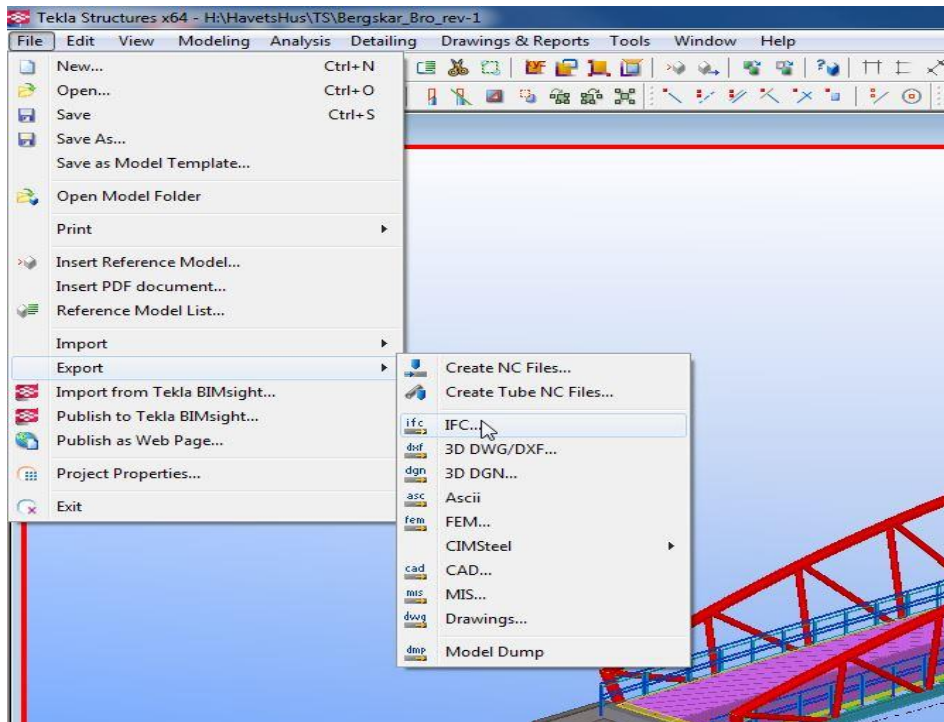 Tekla Structures x64 - H:\HavetsHus\TS\Bergskar_Bro_rev-1
File Edit View Modeling Analysis Detailing Drawings & Reports Tools Window Help
New... Ctrl+N
Open... Ctrl+O
Save Ctrl+S
Save As...
Save as Model Template...
Open Model Folder
Print
Insert Reference Model...
Insert PDF document...
Reference Model List...
Import
Export
Import from Tekla BIMsight...
Publish to Tekla BIMsight...
Publish as Web Page...
Project Properties...
Exit
Create NC Files...
Create Tube NC Files...
ifc IFC...
dxf 3D DWG/DXF...
dgn 3D DGN...
asc Ascii
fem FEM...
CIMSteel
cad CAD...
mis MIS...
dwg Drawings...
dmp Model Dump